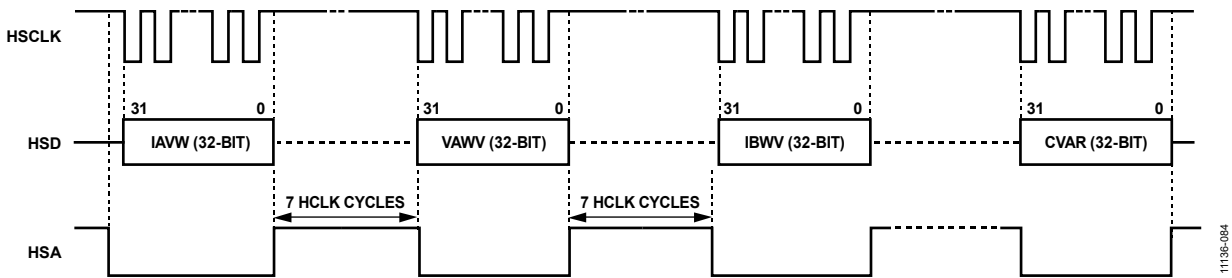 HSCLK
31 0 31 0 31 0 31 0
HSD
IAVW (32-BIT) VAWV (32-BIT) IBWV (32-BIT) CVAR (32-BIT)
7 HCLK CYCLES 7 HCLK CYCLES
HSA
11136-084